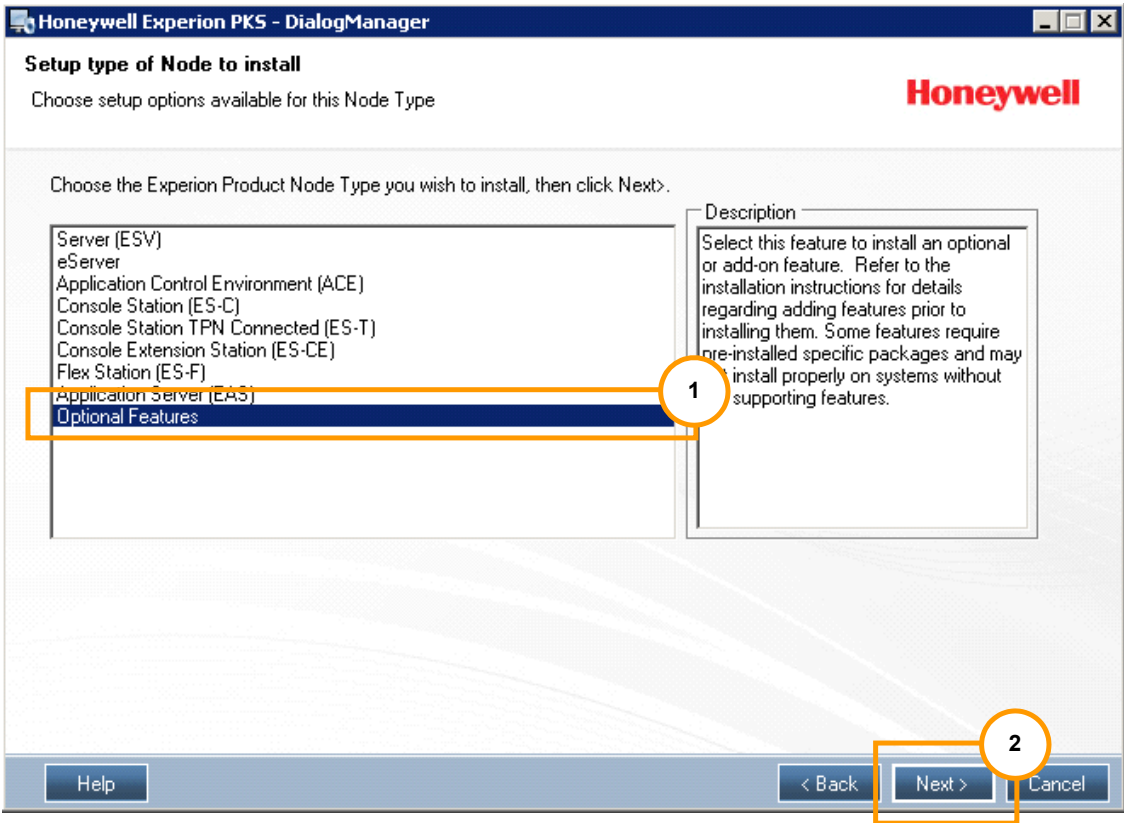 Honeywell Experion PKS - DialogManager
Setup type of Node to install
Choose setup options available for this Node Type
Honeywell
Choose the Experion Product Node Type you wish to install, then click Next>.
Server (ESV)
eServer
Application Control Environment (ACE)
Console Station (ES-C)
Console Station TPN Connected (ES-T)
Console Extension Station (ES-CE)
Flex Station (ES-F)
Application Server (EAS)
Optional Features
1
Description
Select this feature to install an optional
or add-on feature.  Refer to the
installation instructions for details
regarding adding features prior to
installing them. Some features require
pre-installed specific packages and may
install properly on systems without
supporting features.
2
Help
< Back
Next >
Cancel